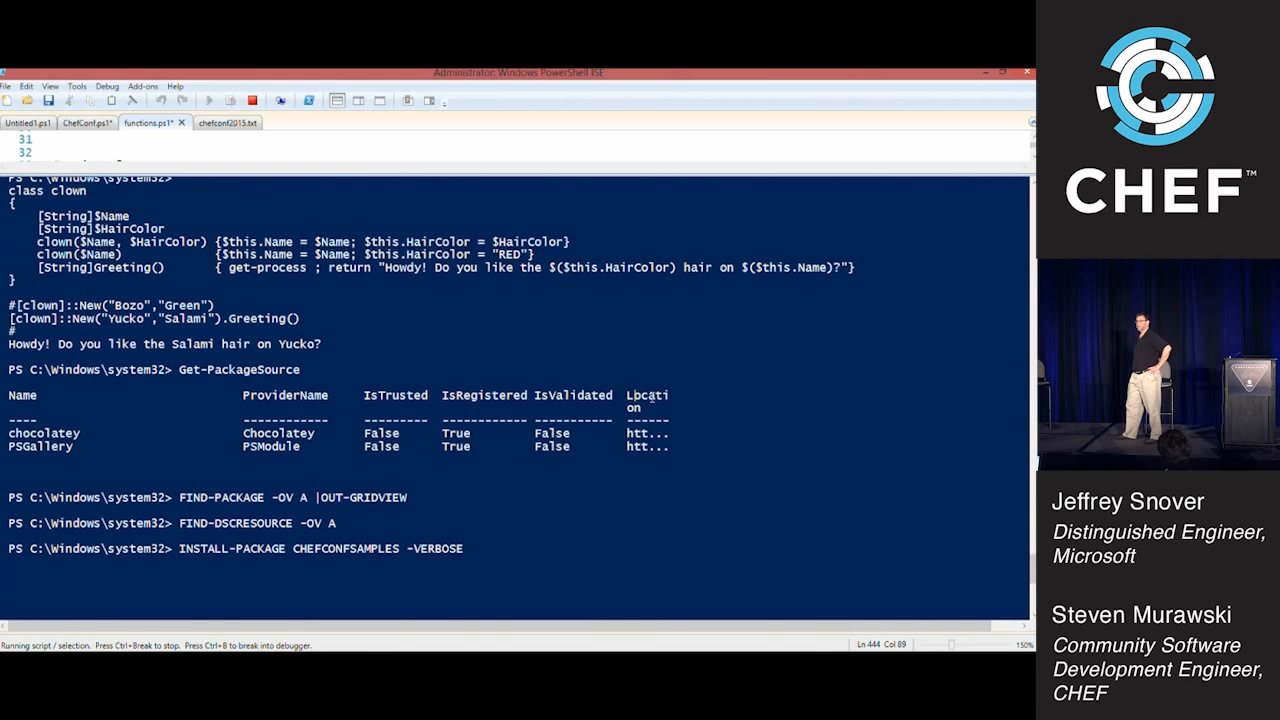 Administrator: Windows PowerShell ISE
File Edit View Tools Debug Add-ons Help
Untitled1.ps1 ChefConf.ps1* functions.ps1* chefconf2015.txt
31
32
PS C:\Windows\system32>
class clown
{
[String]$Name
[String]$HairColor
clown($Name, $HairColor) {$this.Name = $Name; $this.HairColor = $HairColor}
clown($Name) {$this.Name = $Name; $this.HairColor = "RED"}
[String]Greeting() { get-process ; return "Howdy! Do you like the $($this.HairColor) hair on $($this.Name)?"}
}
#[clown]::New("Bozo","Green")
[clown]::New("Yucko","Salami").Greeting()
#
Howdy! Do you like the Salami hair on Yucko?
PS C:\Windows\system32> Get-PackageSource
Name ProviderName IsTrusted IsRegistered IsValidated Locati
on
---- ------------ --------- ------------ ----------- ------
chocolatey Chocolatey False True False htt...
PSGallery PSModule False True False htt...
PS C:\Windows\system32> FIND-PACKAGE -OV A |OUT-GRIDVIEW
PS C:\Windows\system32> FIND-DSCRESOURCE -OV A
PS C:\Windows\system32> INSTALL-PACKAGE CHEFCONFSAMPLES -VERBOSE
Running script / selection. Press Ctrl+Break to stop. Press Ctrl+B to break into debugger.
Ln 444 Col 89
150%
CHEF™
Jeffrey Snover
Distinguished Engineer,
Microsoft
Steven Murawski
Community Software
Development Engineer,
CHEF